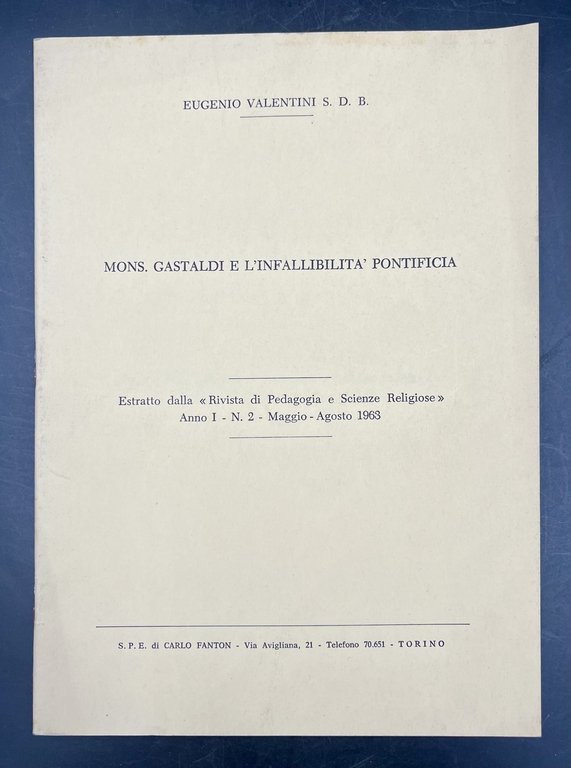 EUGENIO VALENTINI S. D. B.
MONS. GASTALDI E L'INFALLIBILITA' PONTIFICIA
Estratto dalla « Rivista di Pedagogia e Scienze Religiose »
Anno I - N. 2 - Maggio - Agosto 1963
S. P. E. di CARLO FANTON - Via Avigliana, 21 - Telefono 70.651 - TORINO